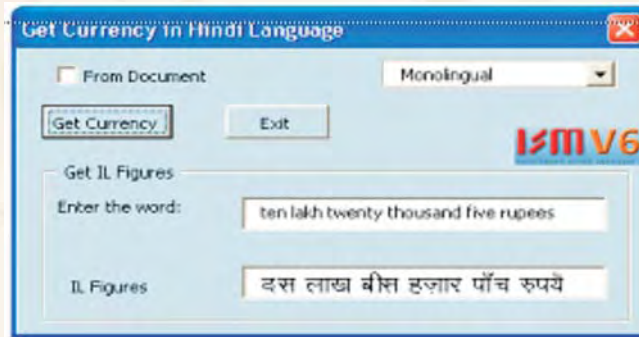 Get Currency in Hindi Language
From Document
Monolingual
Get Currency
Exit
ISM V6
Get IL Figures
Enter the word:
ten lakh twenty thousand five rupees
IL Figures
दस लाख बीस हज़ार पाँच रुपये